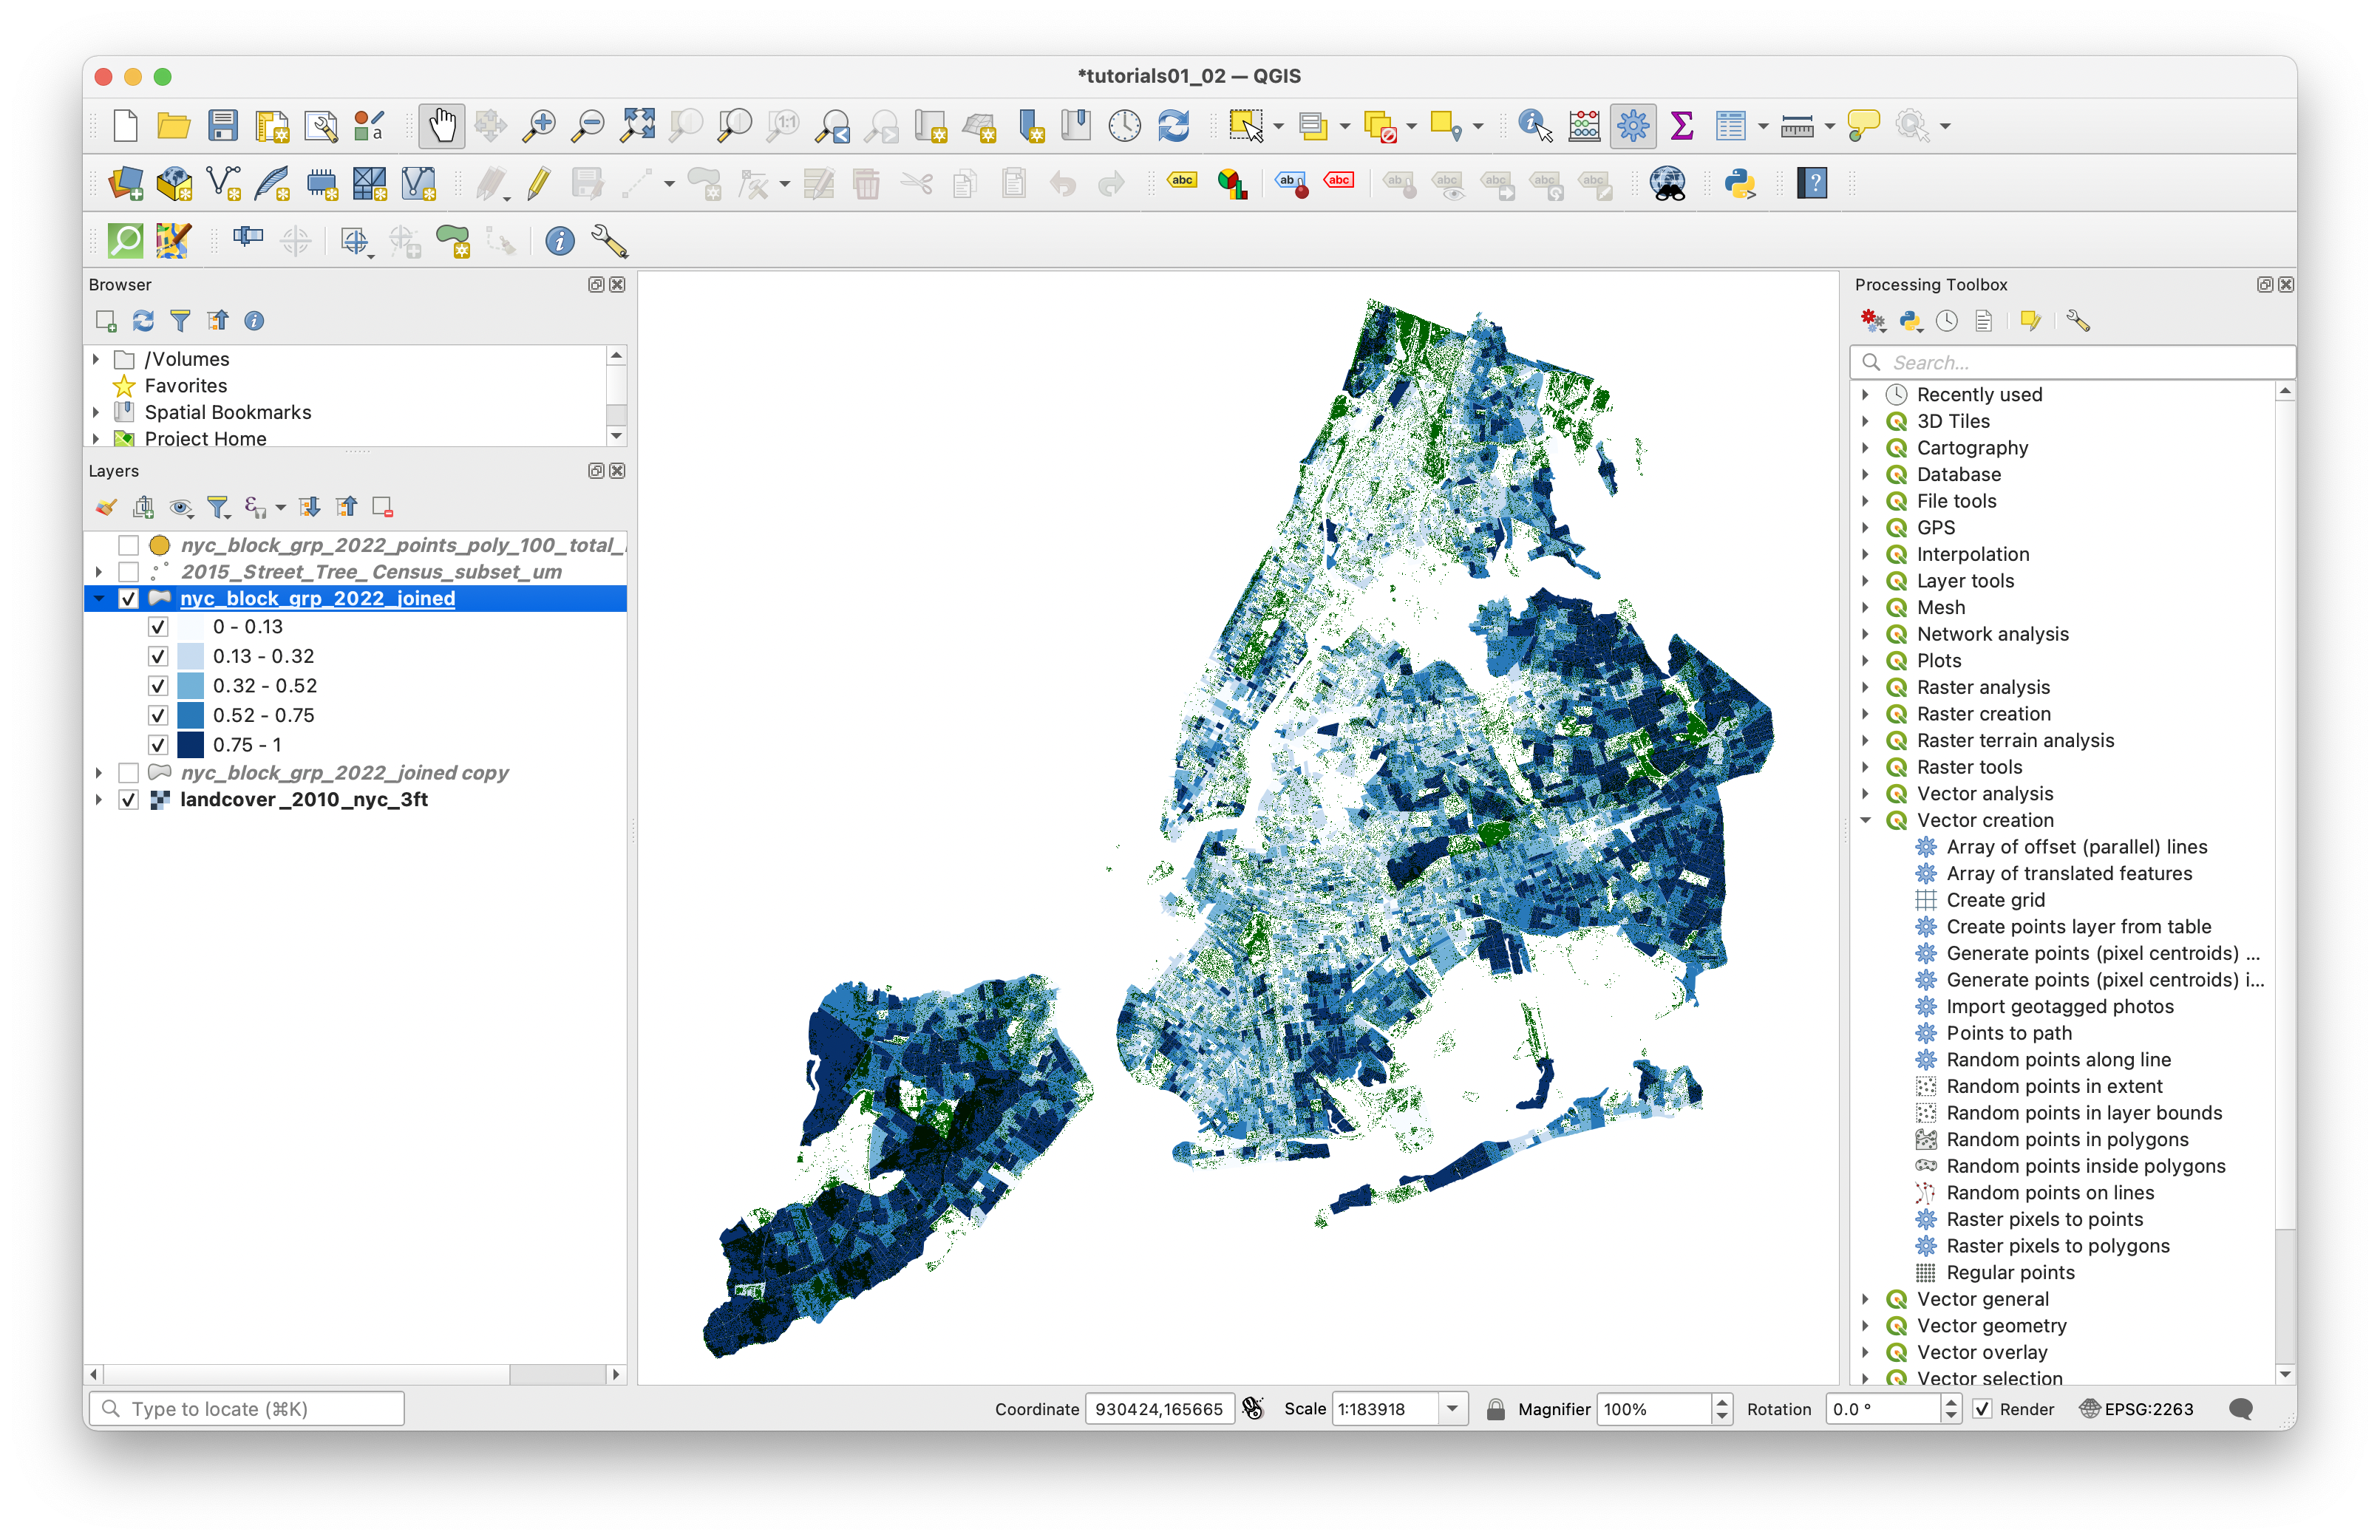 *tutorials01_02 — QGIS
Browser
/Volumes
Favorites
Spatial Bookmarks
Project Home
Layers
nyc_block_grp_2022_points_poly_100_total_
2015_Street_Tree_Census_subset_um
nyc_block_grp_2022_joined
0 - 0.13
0.13 - 0.32
0.32 - 0.52
0.52 - 0.75
0.75 - 1
nyc_block_grp_2022_joined copy
landcover _2010_nyc_3ft
Processing Toolbox
Search...
Recently used
3D Tiles
Cartography
Database
File tools
GPS
Interpolation
Layer tools
Mesh
Network analysis
Plots
Raster analysis
Raster creation
Raster terrain analysis
Raster tools
Vector analysis
Vector creation
Array of offset (parallel) lines
Array of translated features
Create grid
Create points layer from table
Generate points (pixel centroids) ...
Generate points (pixel centroids) i...
Import geotagged photos
Points to path
Random points along line
Random points in extent
Random points in layer bounds
Random points in polygons
Random points inside polygons
Random points on lines
Raster pixels to points
Raster pixels to polygons
Regular points
Vector general
Vector geometry
Vector overlay
Vector selection
Type to locate (⌘K)
Coordinate 930424,165665 Scale 1:183918 Magnifier 100% Rotation 0.0 ° Render EPSG:2263